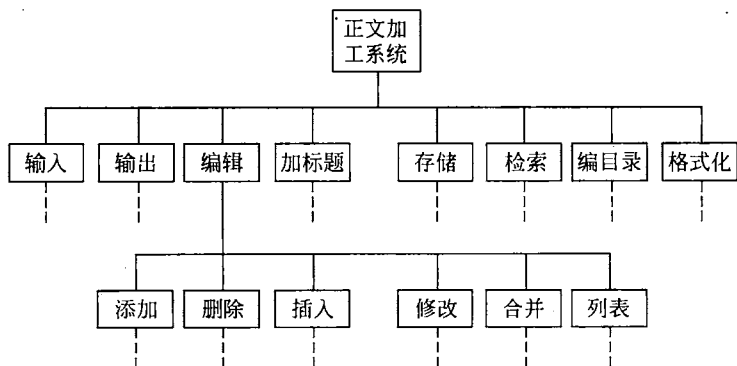 正文加
工系统
输入 输出 编辑 加标题 存储 检索 编目录 格式化
添加 删除 插入 修改 合并 列表